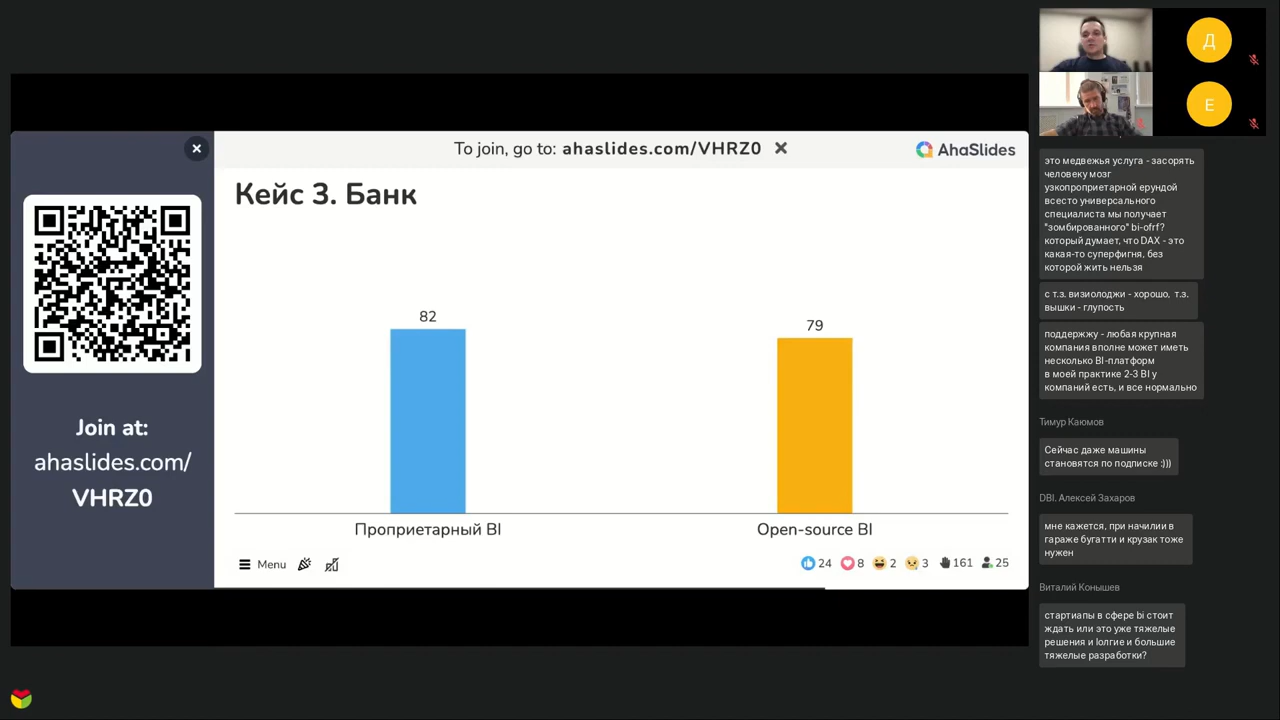 To join, go to: ahaslides.com/VHRZ0
AhaSlides
Кейс 3. Банк
Join at:
ahaslides.com/
VHRZ0
82
79
Проприетарный BI
Open-source BI
Menu
24
8
2
3
161
25
Д
Е
это медвежья услуга - засорять
человеку мозг
узкопроприетарной ерундой
всесто универсального
специалиста мы получает
"зомбированного" bi-ofrf?
который думает, что DAX - это
какая-то суперфигня, без
которой жить нельзя
с т.з. визиолоджи - хорошо, т.з.
вышки - глупость
поддержу - любая крупная
компания вполне может иметь
несколько BI-платформ
в моей практике 2-3 BI у
компаний есть, и все нормально
Тимур Каюмов
Сейчас даже машины
становятся по подписке :)))
DBI. Алексей Захаров
мне кажется, при начилии в
гараже бугатти и крузак тоже
нужен
Виталий Конышев
стартиапы в сфере bi стоит
ждать или это уже тяжелые
решения и lолгие и большие
тяжелые разработки?